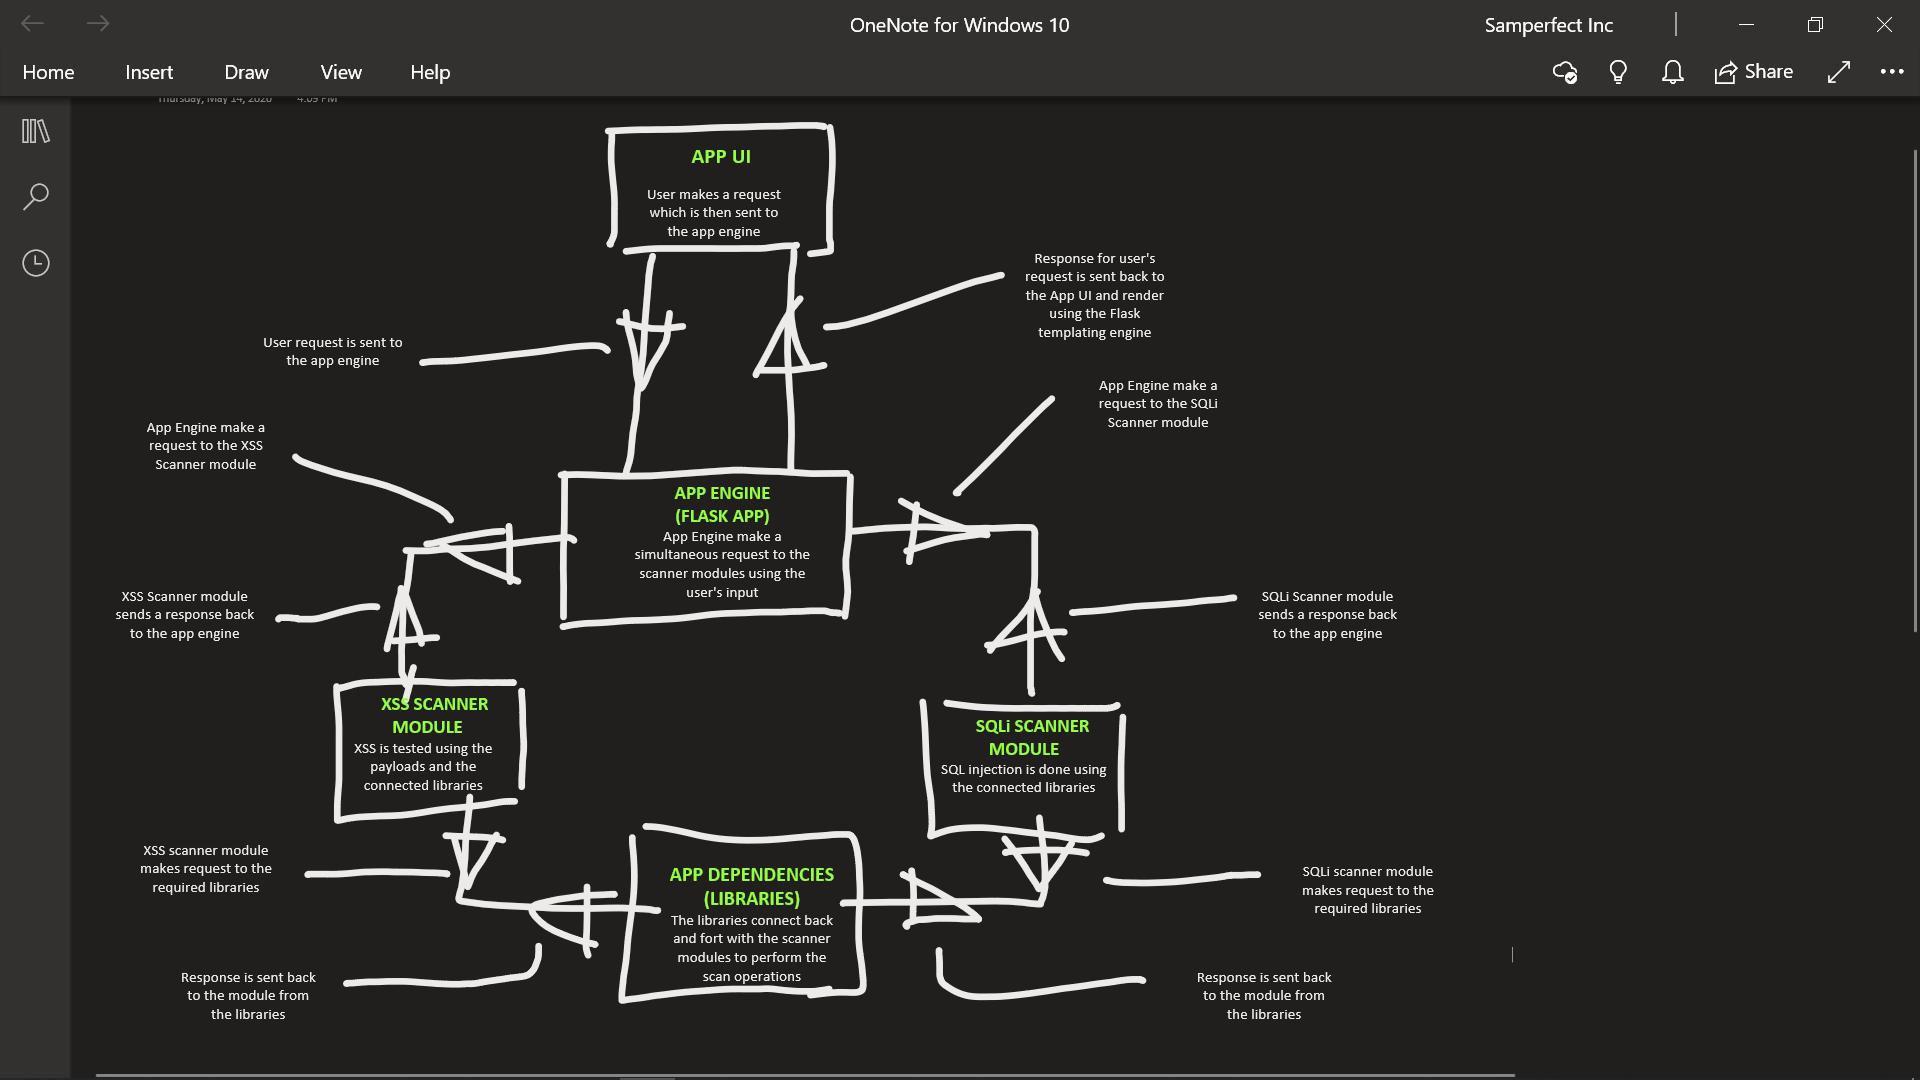 OneNote for Windows 10
Samperfect Inc
Home
Insert
Draw
View
Help
Share
Thursday, May 14, 2020
4:09 PM
APP UI
User makes a request
which is then sent to
the app engine
Response for user's
request is sent back to
the App UI and render
using the Flask
templating engine
User request is sent to
the app engine
App Engine make a
request to the SQLi
Scanner module
App Engine make a
request to the XSS
Scanner module
APP ENGINE
(FLASK APP)
App Engine make a
simultaneous request to the
scanner modules using the
user's input
XSS Scanner module
sends a response back
to the app engine
SQLi Scanner module
sends a response back
to the app engine
XSS SCANNER
MODULE
XSS is tested using the
payloads and the
connected libraries
SQLi SCANNER
MODULE
SQL injection is done using
the connected libraries
XSS scanner module
makes request to the
required libraries
APP DEPENDENCIES
(LIBRARIES)
The libraries connect back
and fort with the scanner
modules to perform the
scan operations
SQLi scanner module
makes request to the
required libraries
Response is sent back
to the module from
the libraries
Response is sent back
to the module from
the libraries